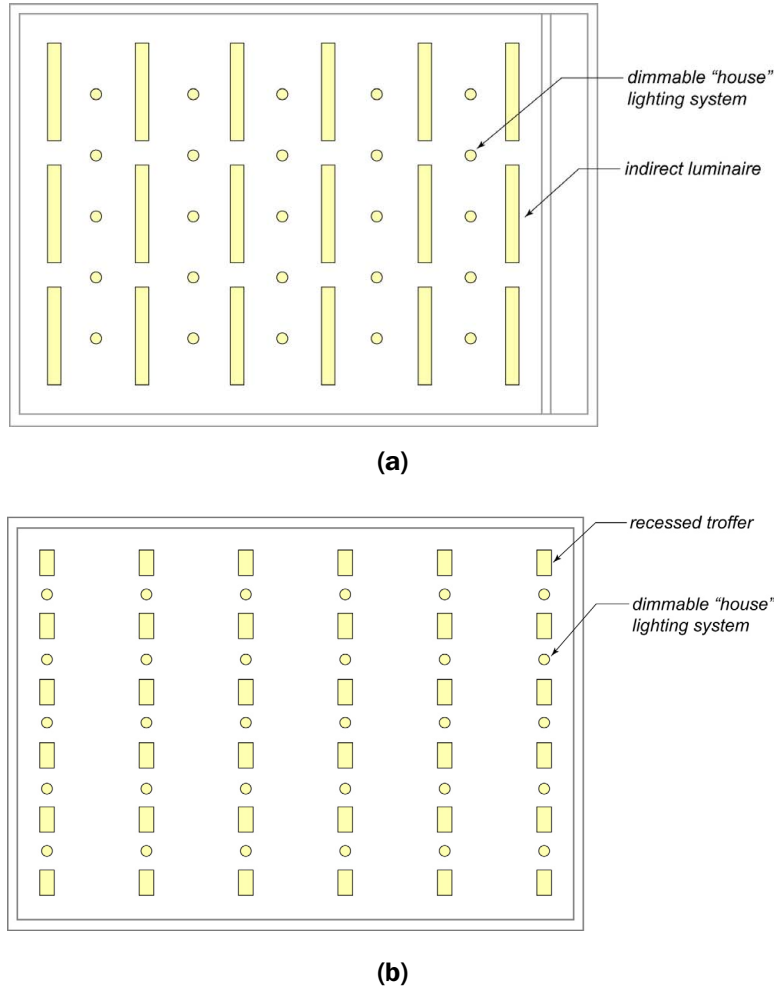 dimmable “house”
lighting system
indirect luminaire
(a)
recessed troffer
dimmable “house”
lighting system
(b)